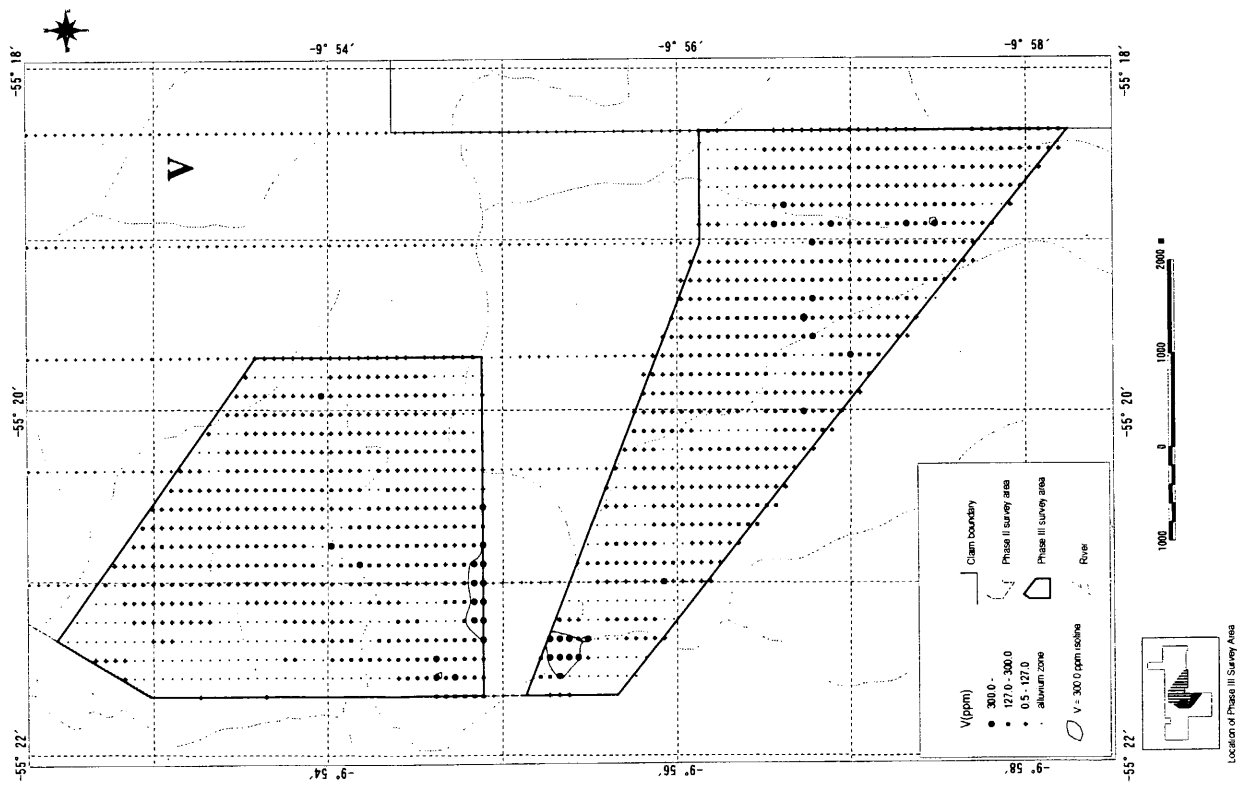 -55° 18′
-9° 54′
-9° 56′
-9° 58′
-55° 18′
V
-55° 20′
-55° 20′
-55° 22′
-9° 54′
-9° 56′
-9° 58′
-55° 22′
V(ppm)
300.0 -
127.0 - 300.0
0.5 - 127.0
alluvium zone
V = 300.0 ppm isoline
Claim boundary
Phase II survey area
Phase III survey area
River
1000 0 1000 2000 m
Location of Phase III Survey Area